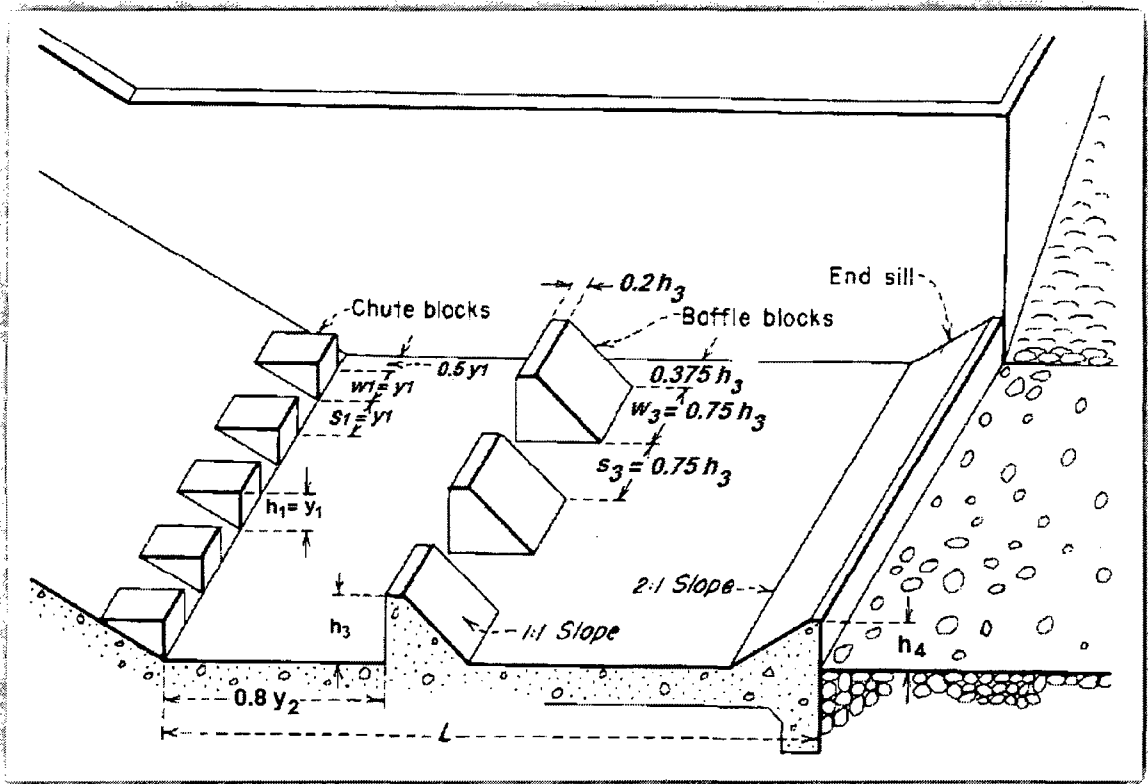 0.2 h3
End sill
Chute blocks
Baffle blocks
0.5 y1
0.375 h3
w1 = y1
w3 = 0.75 h3
s1 = y1
s3 = 0.75 h3
h1 = y1
2:1 Slope
h3
1:1 Slope
h4
0.8 y2
L